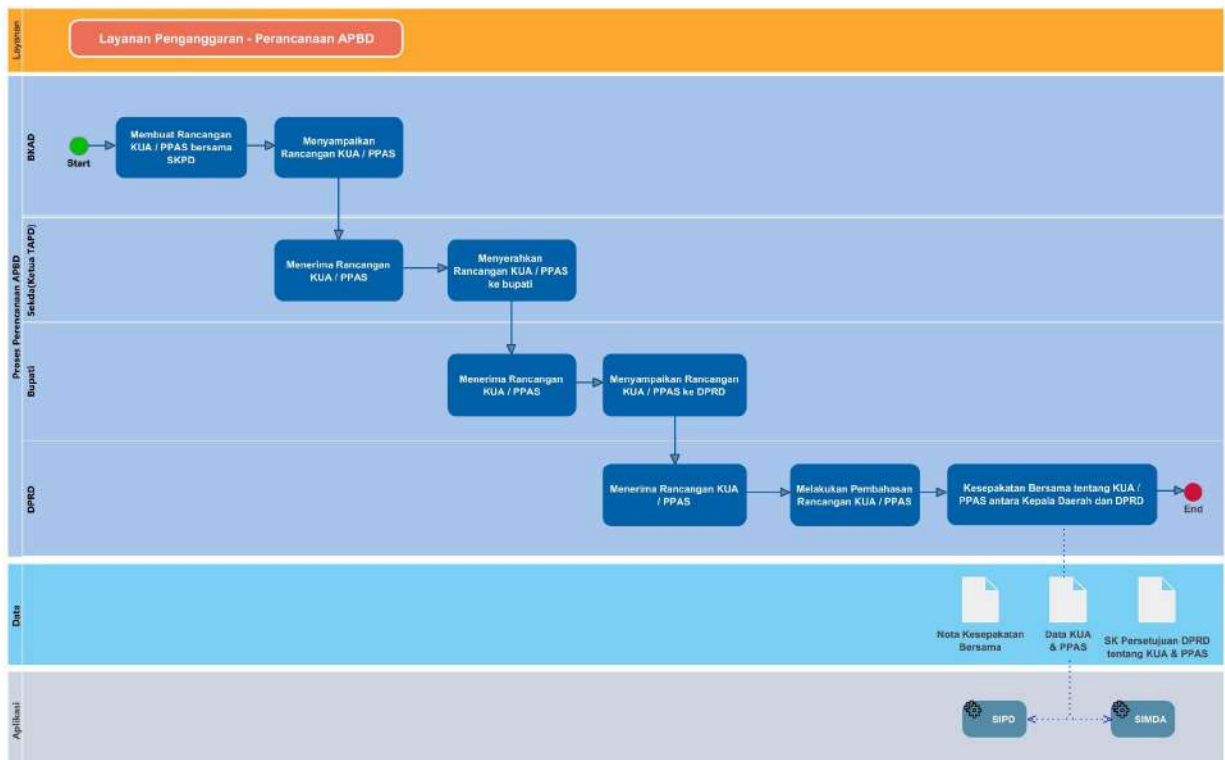 Layanan
Layanan Penganggaran - Perancanaan APBD
Proses Perencanaan APBD
BKAD
Start
Membuat Rancangan
KUA / PPAS bersama
SKPD
Menyampaikan
Rancangan KUA / PPAS
Sekda(Ketua TAPD)
Menerima Rancangan
KUA / PPAS
Menyerahkan
Rancangan KUA / PPAS
ke bupati
Bupati
Menerima Rancangan
KUA / PPAS
Menyampaikan Rancangan
KUA / PPAS ke DPRD
DPRD
Menerima Rancangan KUA
/ PPAS
Melakukan Pembahasan
Rancangan KUA / PPAS
Kesepakatan Bersama tentang KUA /
PPAS antara Kepala Daerah dan DPRD
End
Data
Nota Kesepakatan
Bersama
Data KUA
& PPAS
SK Persetujuan DPRD
tentang KUA & PPAS
Aplikasi
SIPD
SIMDA